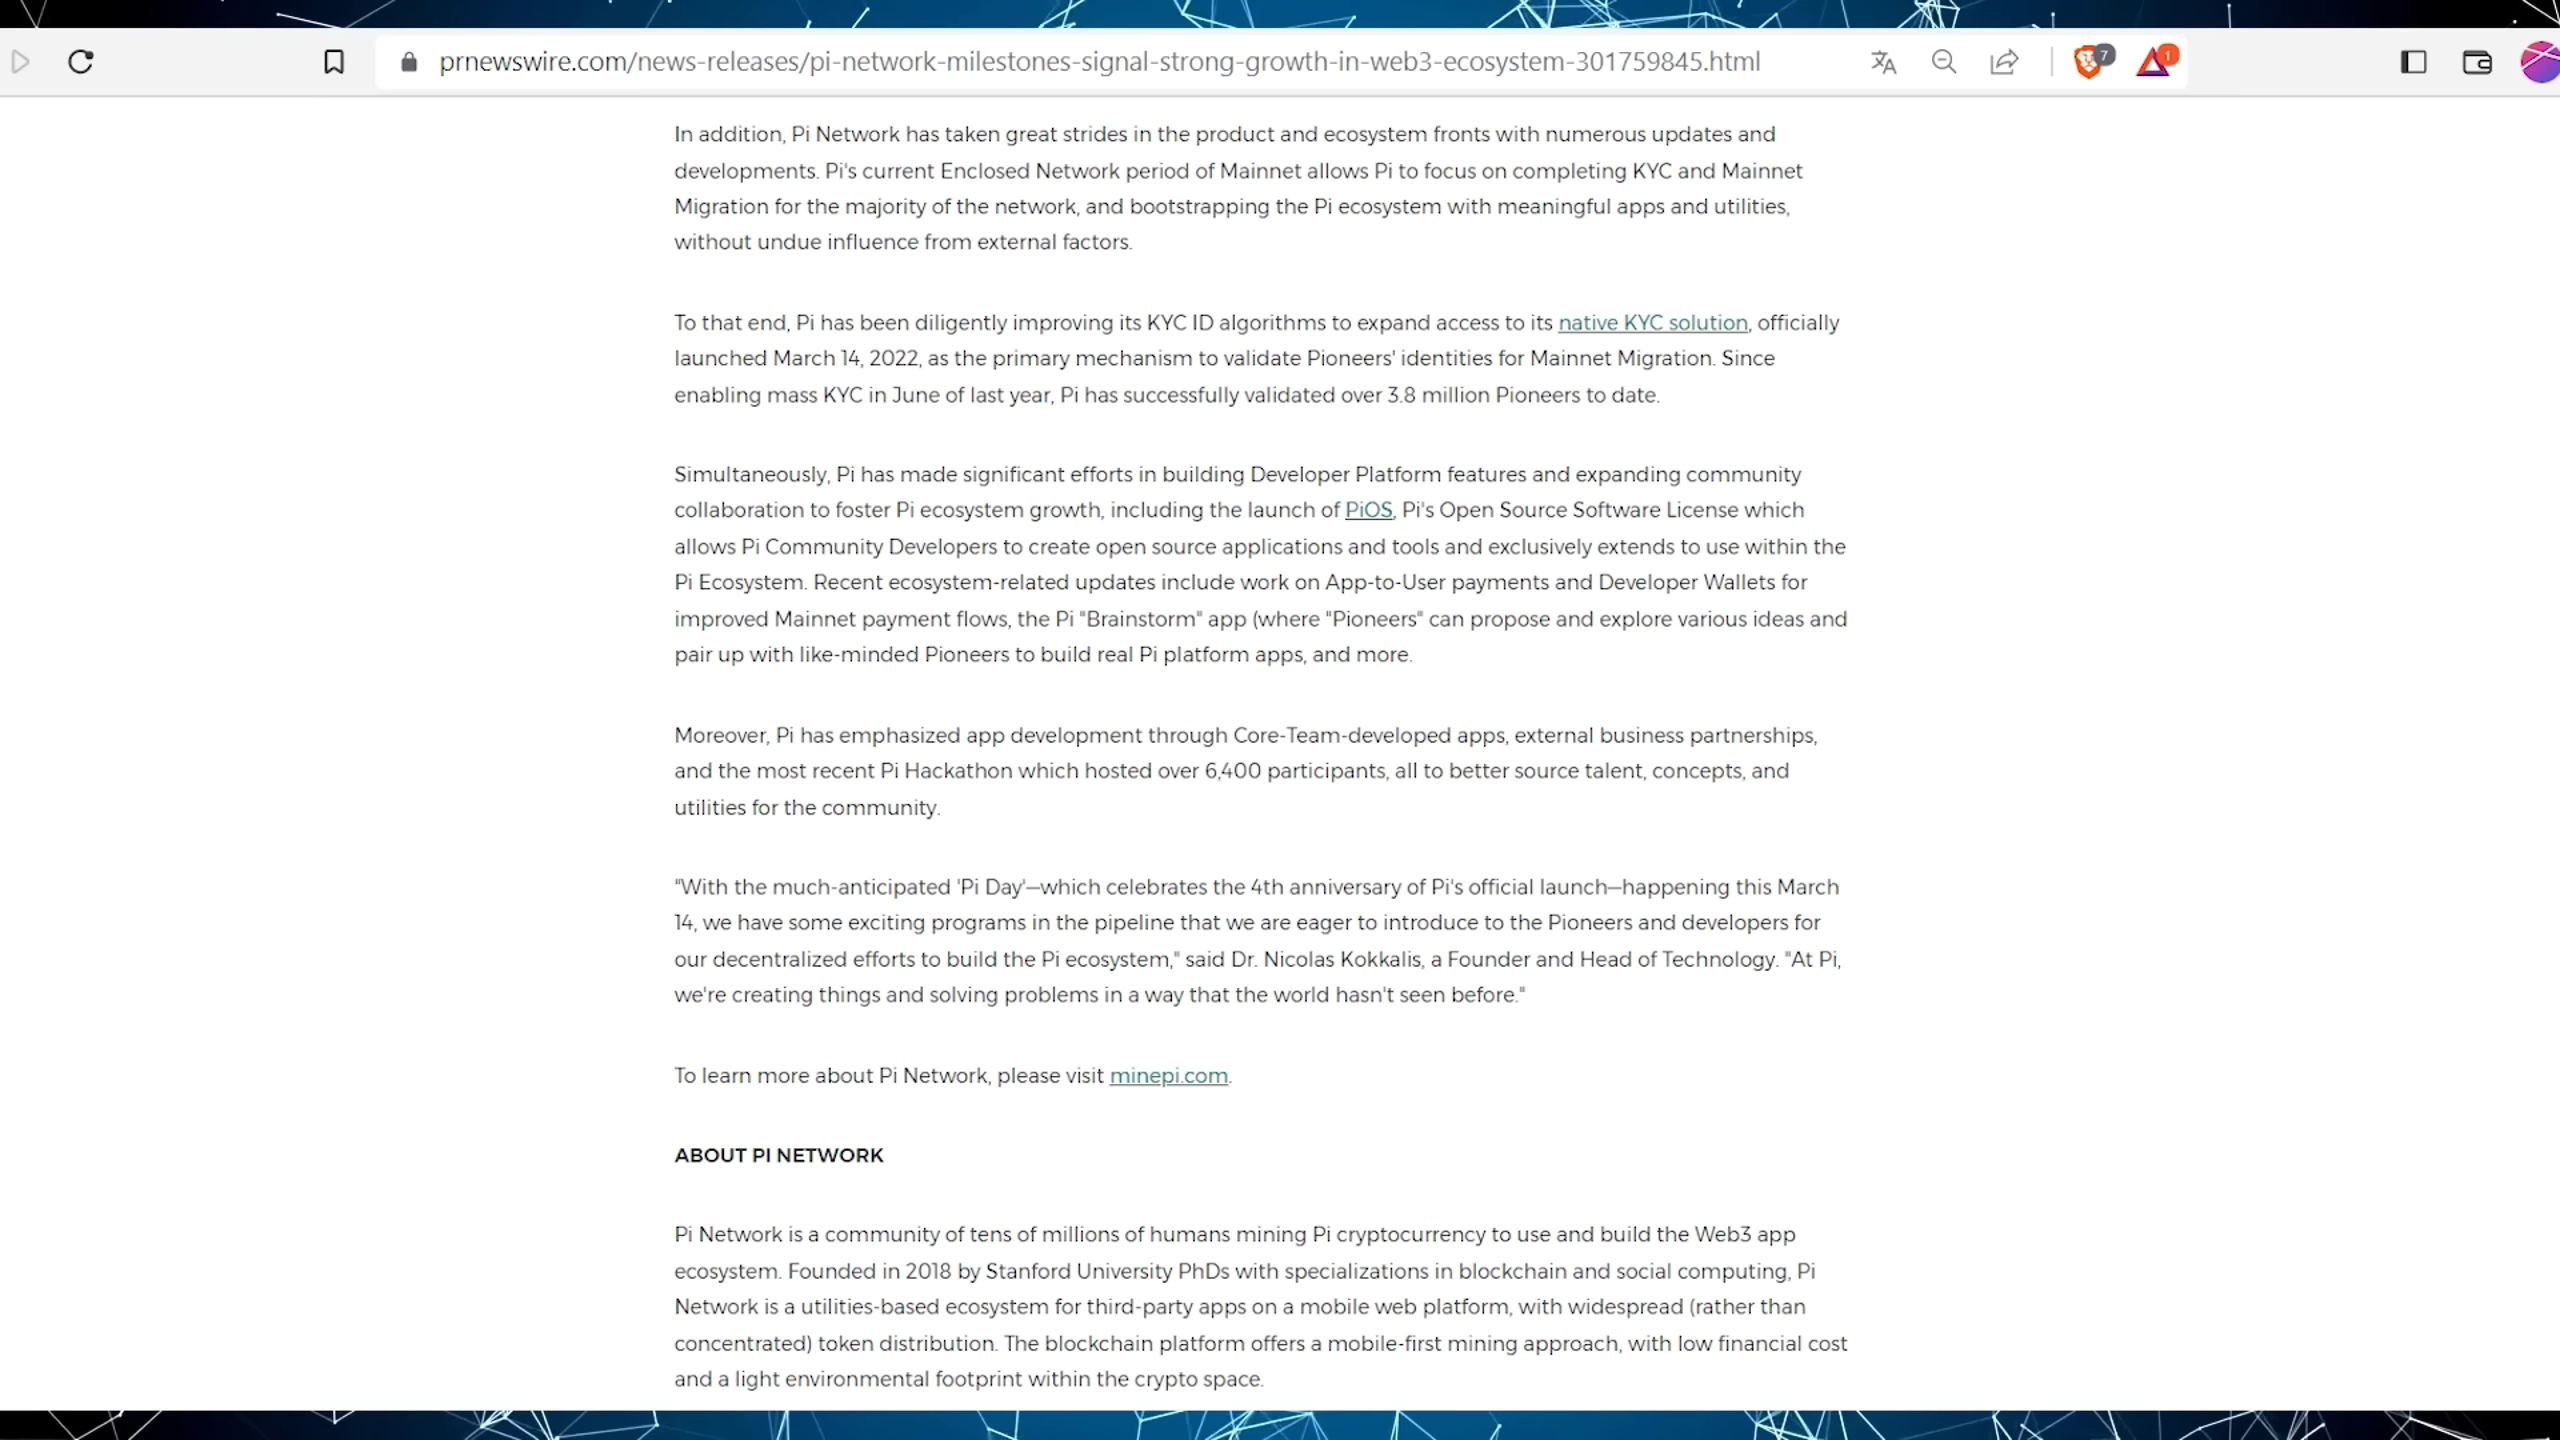 prnewswire.com/news-releases/pi-network-milestones-signal-strong-growth-in-web3-ecosystem-301759845.html
7
1
In addition, Pi Network has taken great strides in the product and ecosystem fronts with numerous updates and
developments. Pi's current Enclosed Network period of Mainnet allows Pi to focus on completing KYC and Mainnet
Migration for the majority of the network, and bootstrapping the Pi ecosystem with meaningful apps and utilities,
without undue influence from external factors.
To that end, Pi has been diligently improving its KYC ID algorithms to expand access to its native KYC solution, officially
launched March 14, 2022, as the primary mechanism to validate Pioneers' identities for Mainnet Migration. Since
enabling mass KYC in June of last year, Pi has successfully validated over 3.8 million Pioneers to date.
Simultaneously, Pi has made significant efforts in building Developer Platform features and expanding community
collaboration to foster Pi ecosystem growth, including the launch of PiOS, Pi's Open Source Software License which
allows Pi Community Developers to create open source applications and tools and exclusively extends to use within the
Pi Ecosystem. Recent ecosystem-related updates include work on App-to-User payments and Developer Wallets for
improved Mainnet payment flows, the Pi "Brainstorm" app (where "Pioneers" can propose and explore various ideas and
pair up with like-minded Pioneers to build real Pi platform apps, and more.
Moreover, Pi has emphasized app development through Core-Team-developed apps, external business partnerships,
and the most recent Pi Hackathon which hosted over 6,400 participants, all to better source talent, concepts, and
utilities for the community.
"With the much-anticipated 'Pi Day'—which celebrates the 4th anniversary of Pi's official launch—happening this March
14, we have some exciting programs in the pipeline that we are eager to introduce to the Pioneers and developers for
our decentralized efforts to build the Pi ecosystem," said Dr. Nicolas Kokkalis, a Founder and Head of Technology. "At Pi,
we're creating things and solving problems in a way that the world hasn't seen before."
To learn more about Pi Network, please visit minepi.com.
ABOUT PI NETWORK
Pi Network is a community of tens of millions of humans mining Pi cryptocurrency to use and build the Web3 app
ecosystem. Founded in 2018 by Stanford University PhDs with specializations in blockchain and social computing, Pi
Network is a utilities-based ecosystem for third-party apps on a mobile web platform, with widespread (rather than
concentrated) token distribution. The blockchain platform offers a mobile-first mining approach, with low financial cost
and a light environmental footprint within the crypto space.